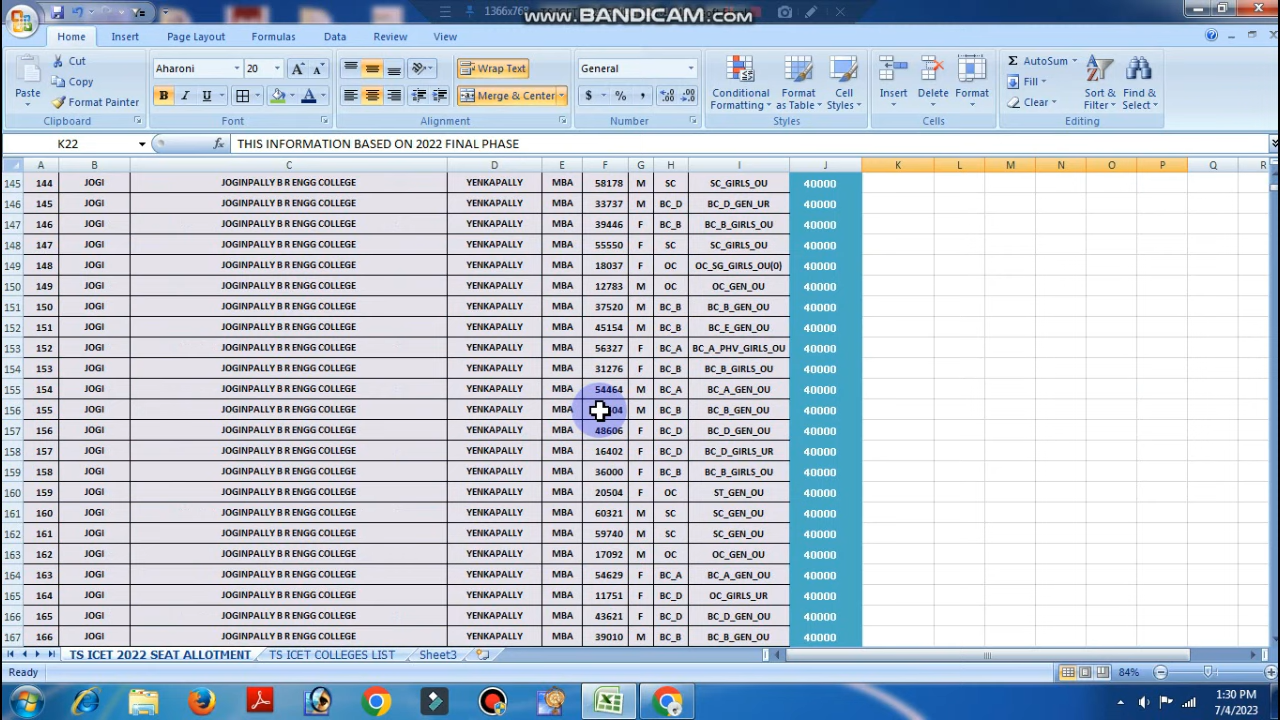 1366x768
www.BANDICAM.com
Home Insert Page Layout Formulas Data Review View
Paste Cut Copy Format Painter
Aharoni 20
B I U
Wrap Text
Merge & Center
General
$ % ,
Conditional Formatting Format as Table Cell Styles
Insert Delete Format
AutoSum Fill Clear
Sort & Filter Find & Select
Clipboard Font Alignment Number Styles Cells Editing
K22 fx THIS INFORMATION BASED ON 2022 FINAL PHASE
A B C D E F G H I J K L M N O P Q R
145 144 JOGI JOGINPALLY B R ENGG COLLEGE YENKAPALLY MBA 58178 M SC SC_GIRLS_OU 40000
146 145 JOGI JOGINPALLY B R ENGG COLLEGE YENKAPALLY MBA 33737 M BC_D BC_D_GEN_UR 40000
147 146 JOGI JOGINPALLY B R ENGG COLLEGE YENKAPALLY MBA 39446 F BC_B BC_B_GIRLS_OU 40000
148 147 JOGI JOGINPALLY B R ENGG COLLEGE YENKAPALLY MBA 55550 F SC SC_GIRLS_OU 40000
149 148 JOGI JOGINPALLY B R ENGG COLLEGE YENKAPALLY MBA 18037 F OC OC_SG_GIRLS_OU(0) 40000
150 149 JOGI JOGINPALLY B R ENGG COLLEGE YENKAPALLY MBA 12783 M OC OC_GEN_OU 40000
151 150 JOGI JOGINPALLY B R ENGG COLLEGE YENKAPALLY MBA 37520 M BC_B BC_B_GEN_OU 40000
152 151 JOGI JOGINPALLY B R ENGG COLLEGE YENKAPALLY MBA 45154 M BC_B BC_E_GEN_OU 40000
153 152 JOGI JOGINPALLY B R ENGG COLLEGE YENKAPALLY MBA 56327 F BC_A BC_A_PHV_GIRLS_OU 40000
154 153 JOGI JOGINPALLY B R ENGG COLLEGE YENKAPALLY MBA 31276 F BC_B BC_B_GIRLS_OU 40000
155 154 JOGI JOGINPALLY B R ENGG COLLEGE YENKAPALLY MBA 54464 M BC_A BC_A_GEN_OU 40000
156 155 JOGI JOGINPALLY B R ENGG COLLEGE YENKAPALLY MBA M BC_B BC_B_GEN_OU 40000
157 156 JOGI JOGINPALLY B R ENGG COLLEGE YENKAPALLY MBA 48606 F BC_D BC_D_GEN_OU 40000
158 157 JOGI JOGINPALLY B R ENGG COLLEGE YENKAPALLY MBA 16402 F BC_D BC_D_GIRLS_UR 40000
159 158 JOGI JOGINPALLY B R ENGG COLLEGE YENKAPALLY MBA 36000 F BC_B BC_B_GIRLS_OU 40000
160 159 JOGI JOGINPALLY B R ENGG COLLEGE YENKAPALLY MBA 20504 F OC ST_GEN_OU 40000
161 160 JOGI JOGINPALLY B R ENGG COLLEGE YENKAPALLY MBA 60321 M SC SC_GEN_OU 40000
162 161 JOGI JOGINPALLY B R ENGG COLLEGE YENKAPALLY MBA 59740 M SC SC_GEN_OU 40000
163 162 JOGI JOGINPALLY B R ENGG COLLEGE YENKAPALLY MBA 17092 M OC OC_GEN_OU 40000
164 163 JOGI JOGINPALLY B R ENGG COLLEGE YENKAPALLY MBA 54629 F BC_A BC_A_GEN_OU 40000
165 164 JOGI JOGINPALLY B R ENGG COLLEGE YENKAPALLY MBA 11751 F BC_D OC_GIRLS_UR 40000
166 165 JOGI JOGINPALLY B R ENGG COLLEGE YENKAPALLY MBA 43621 F BC_D BC_D_GEN_OU 40000
167 166 JOGI JOGINPALLY B R ENGG COLLEGE YENKAPALLY MBA 39010 M BC_B BC_B_GEN_OU 40000
TS ICET 2022 SEAT ALLOTMENT TS ICET COLLEGES LIST Sheet3
Ready 84%
1:30 PM
7/4/2023